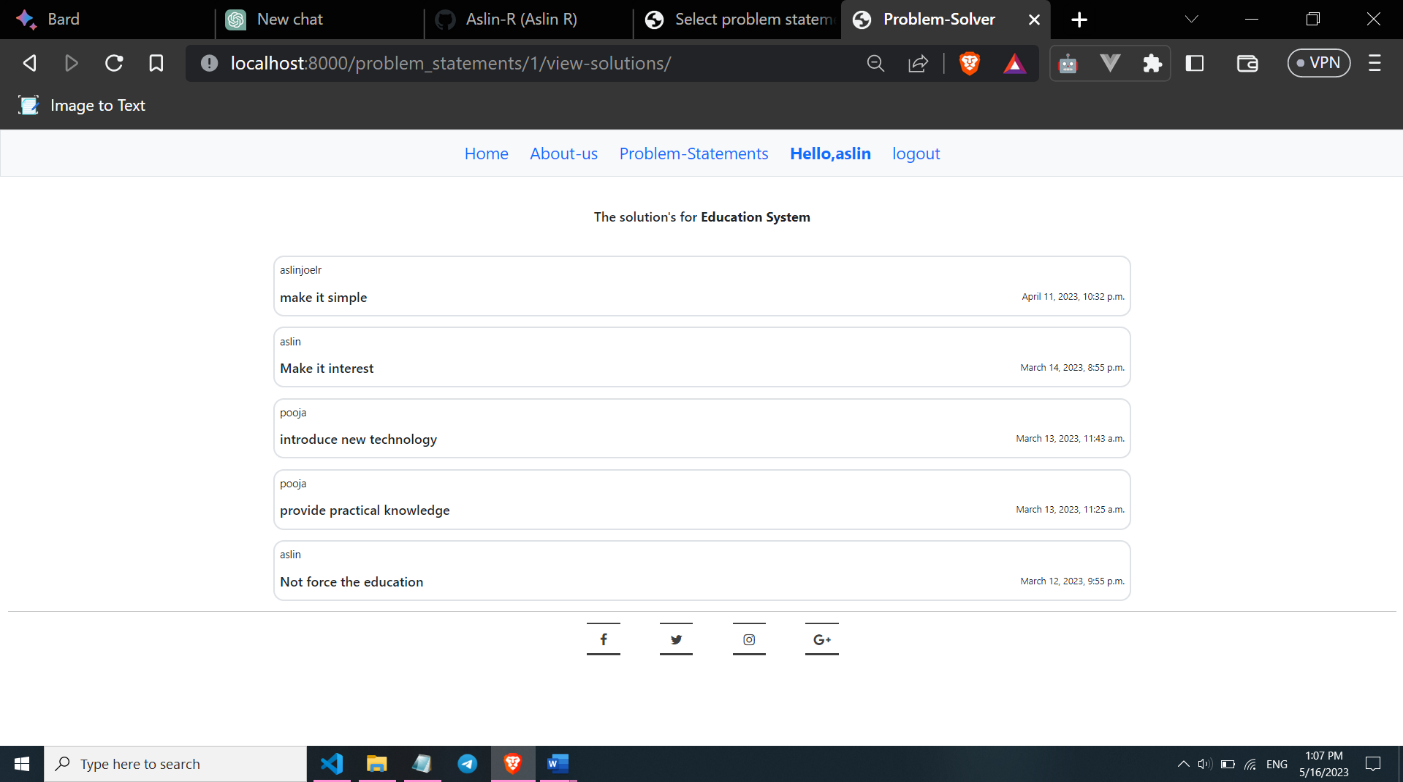 Bard
New chat
Aslin-R (Aslin R)
Select problem statem
Problem-Solver
localhost:8000/problem_statements/1/view-solutions/
VPN
Image to Text
Home About-us Problem-Statements Hello,aslin logout
The solution's for Education System
aslinjoelr
make it simple April 11, 2023, 10:32 p.m.
aslin
Make it interest March 14, 2023, 8:55 p.m.
pooja
introduce new technology March 13, 2023, 11:43 a.m.
pooja
provide practical knowledge March 13, 2023, 11:25 a.m.
aslin
Not force the education March 12, 2023, 9:55 p.m.
G+
Type here to search
ENG
1:07 PM
5/16/2023